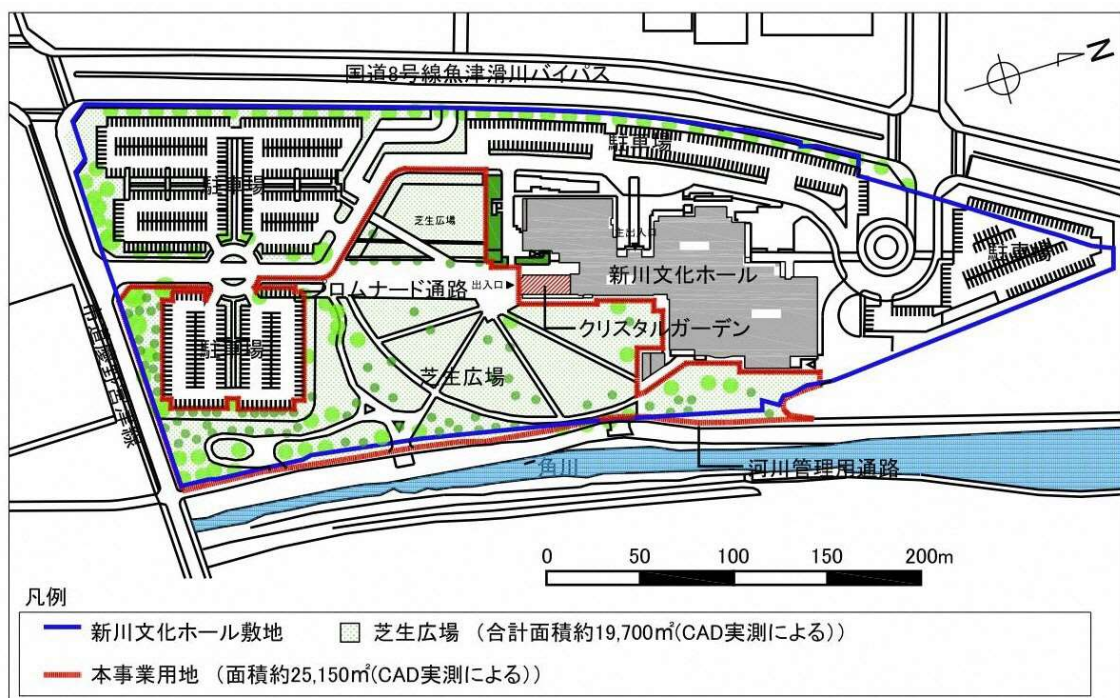 国道8号線魚津滑川バイパス
N
駐車場
駐車場
芝生広場
主出入口
駐車場
新川文化ホール
ロムナード通路
出入口
クリスタルガーデン
駐車場
芝生広場
角川
河川管理用通路
0 50 100 150 200m
凡例
新川文化ホール敷地
芝生広場 (合計面積約19,700㎡(CAD実測による))
本事業用地 (面積約25,150㎡(CAD実測による))